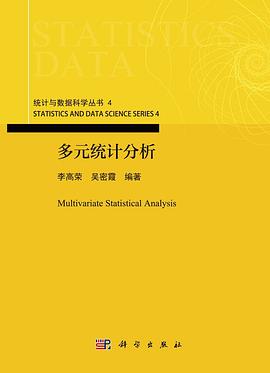 STATISTICS
DATA
统计与数据科学丛书 4
STATISTICS AND DATA SCIENCE SERIES 4
多元统计分析
李高荣 吴密霞 编著
Multivariate Statistical Analysis
科学出版社